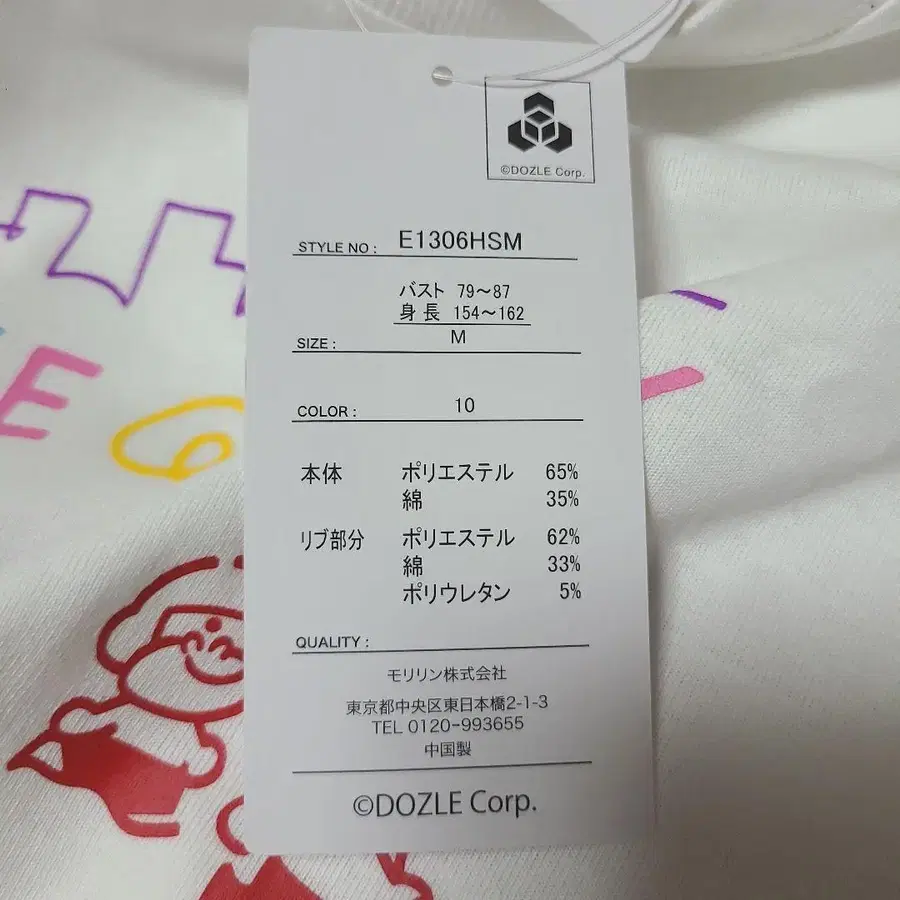 ©DOZLE Corp.
STYLE NO : E1306HSM
バスト 79〜87
身長 154〜162
SIZE : M
COLOR : 10
本体 ポリエステル 65%
綿 35%
リブ部分 ポリエステル 62%
綿 33%
ポリウレタン 5%
QUALITY :
モリリン株式会社
東京都中央区東日本橋2-1-3
TEL 0120-993655
中国製
©DOZLE Corp.
E